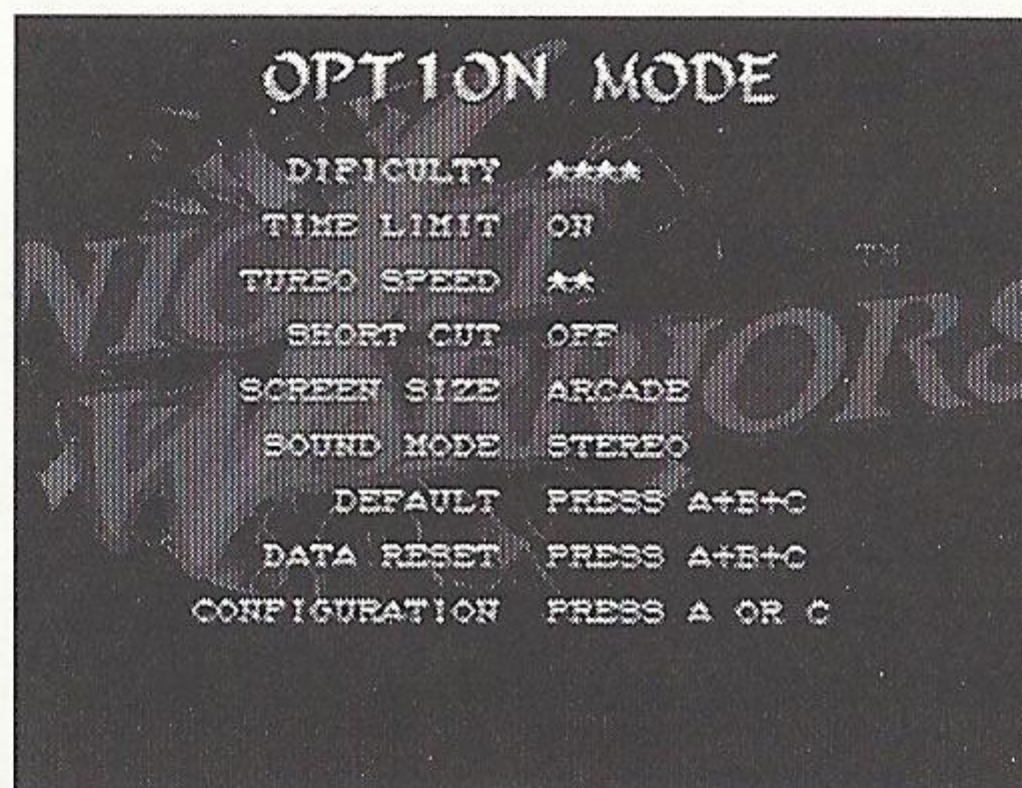 OPTION MODE
DIFICULTY ****
TIME LIMIT ON
TURBO SPEED **
SHORT CUT OFF
SCREEN SIZE ARCADE
SOUND MODE STEREO
DEFAULT PRESS A+B+C
DATA RESET PRESS A+B+C
CONFIGURATION PRESS A OR C
TM